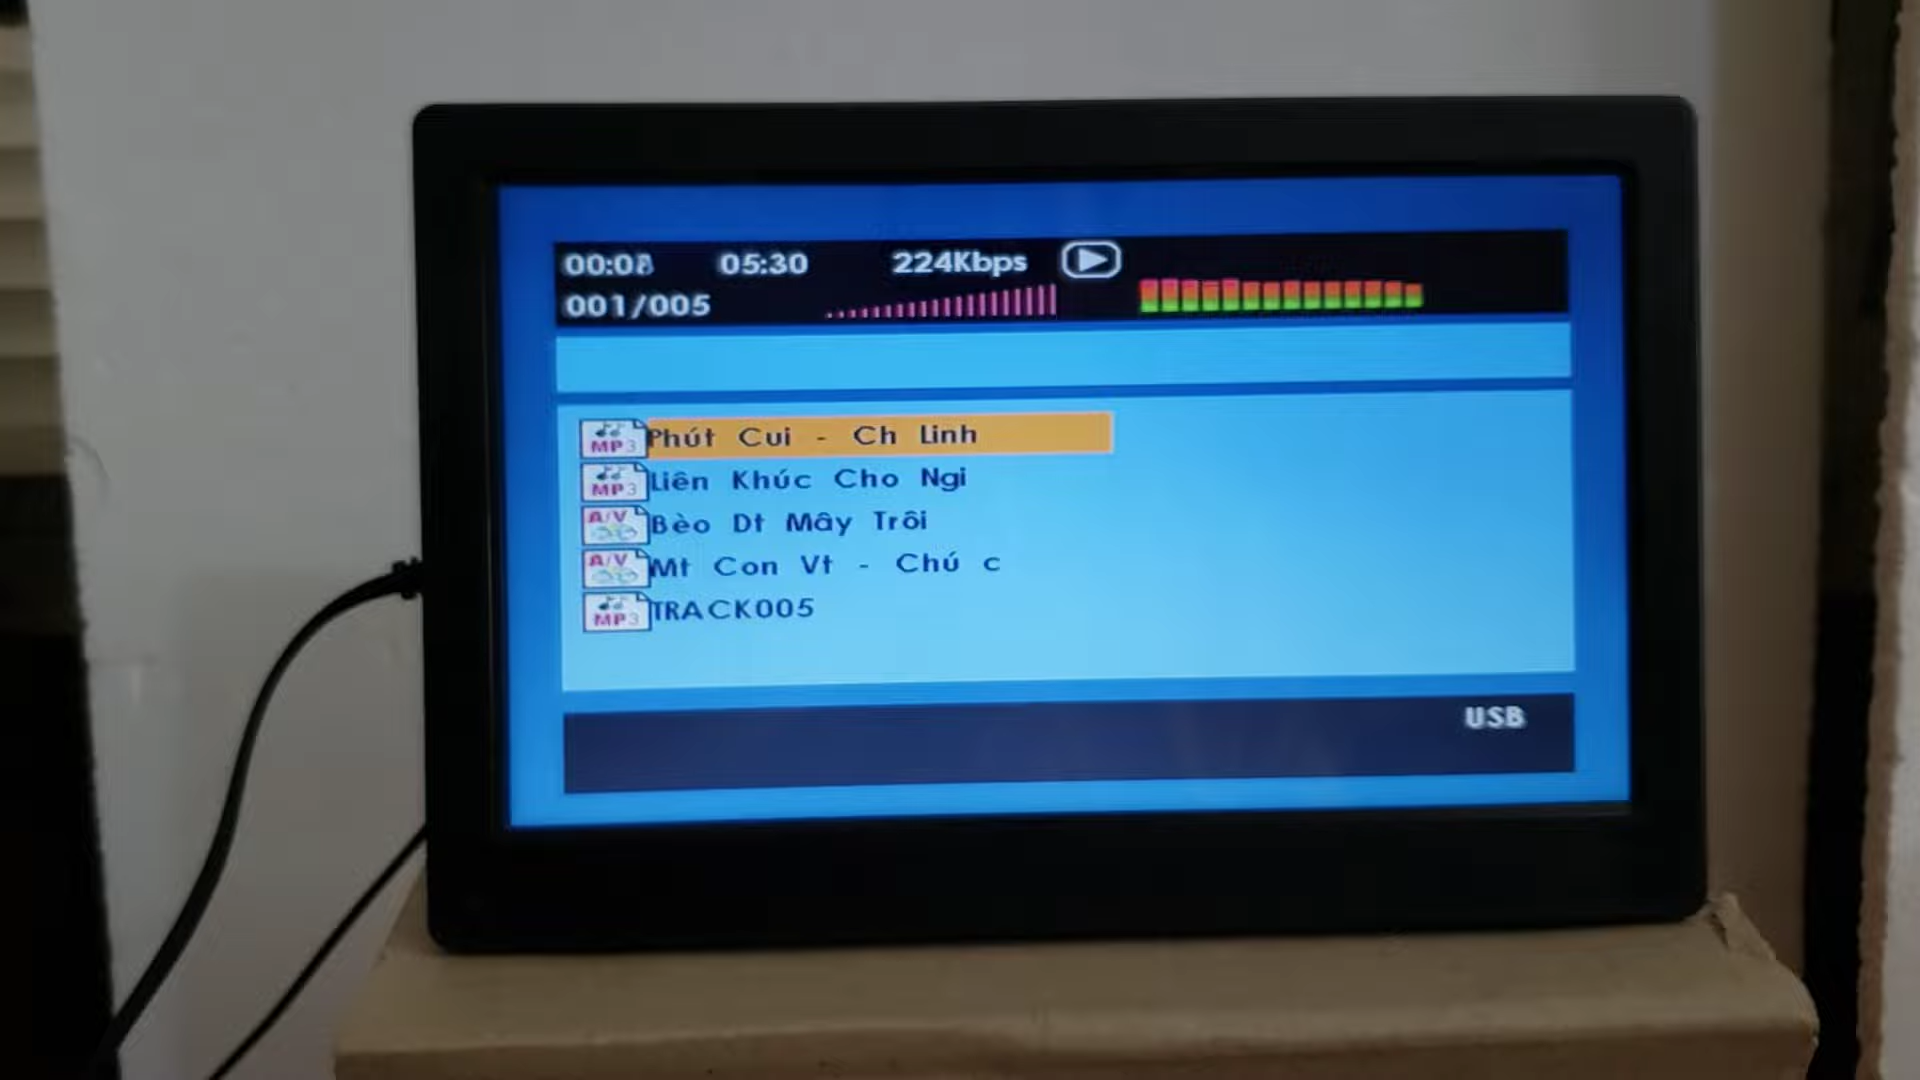 00:08 05:30 224Kbps
001/005
MP3 Phút Cui - Ch Linh
MP3 Liên Khúc Cho Ngi
A/V Bèo Dt Mây Trôi
A/V Mt Con Vt - Chú c
MP3 TRACK005
USB